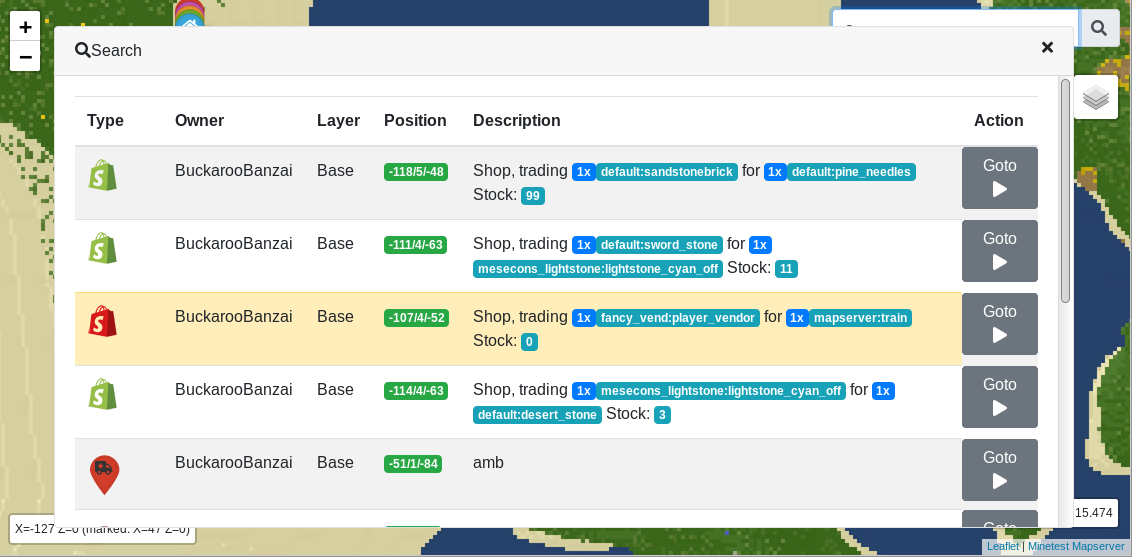 +
−
Search
Type Owner Layer Position Description Action
BuckarooBanzai Base -118/5/-48 Shop, trading 1x default:sandstonebrick for 1x default:pine_needles
Stock: 99
Goto
BuckarooBanzai Base -111/4/-63 Shop, trading 1x default:sword_stone for 1x
mesecons_lightstone:lightstone_cyan_off Stock: 11
Goto
BuckarooBanzai Base -107/4/-52 Shop, trading 1x fancy_vend:player_vendor for 1x mapserver:train
Stock: 0
Goto
BuckarooBanzai Base -114/4/-63 Shop, trading 1x mesecons_lightstone:lightstone_cyan_off for 1x
default:desert_stone Stock: 3
Goto
BuckarooBanzai Base -51/1/-84 amb
Goto
Goto
X=-127 Z=0 (marked: X=47 Z=0)
15.474
Leaflet | Minetest Mapserver